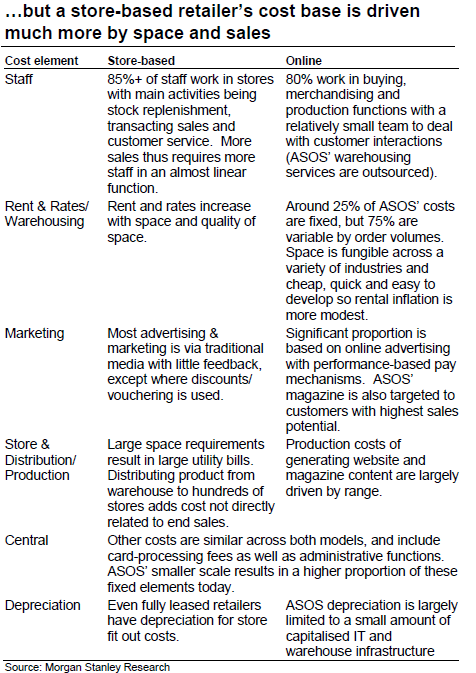 …but a store-based retailer's cost base is driven
much more by space and sales
Cost element Store-based Online
Staff 85%+ of staff work in stores 80% work in buying,
with main activities being merchandising and
stock replenishment, production functions with a
transacting sales and relatively small team to deal
customer service. More with customer interactions
sales thus requires more (ASOS' warehousing
staff in an almost linear services are outsourced).
function.
Rent & Rates/ Rent and rates increase Around 25% of ASOS' costs
Warehousing with space and quality of are fixed, but 75% are
space. variable by order volumes.
Space is fungible across a
variety of industries and
cheap, quick and easy to
develop so rental inflation is
more modest.
Marketing Most advertising & Significant proportion is
marketing is via traditional based on online advertising
media with little feedback, with performance-based pay
except where discounts/ mechanisms. ASOS'
vouchering is used. magazine is also targeted to
customers with highest sales
potential.
Store & Large space requirements Production costs of
Distribution/ result in large utility bills. generating website and
Production Distributing product from magazine content are largely
warehouse to hundreds of driven by range.
stores adds cost not directly
related to end sales.
Central Other costs are similar across both models, and include
card-processing fees as well as administrative functions.
ASOS' smaller scale results in a higher proportion of these
fixed elements today.
Depreciation Even fully leased retailers ASOS depreciation is largely
have depreciation for store limited to a small amount of
fit out costs. capitalised IT and
warehouse infrastructure
Source: Morgan Stanley Research